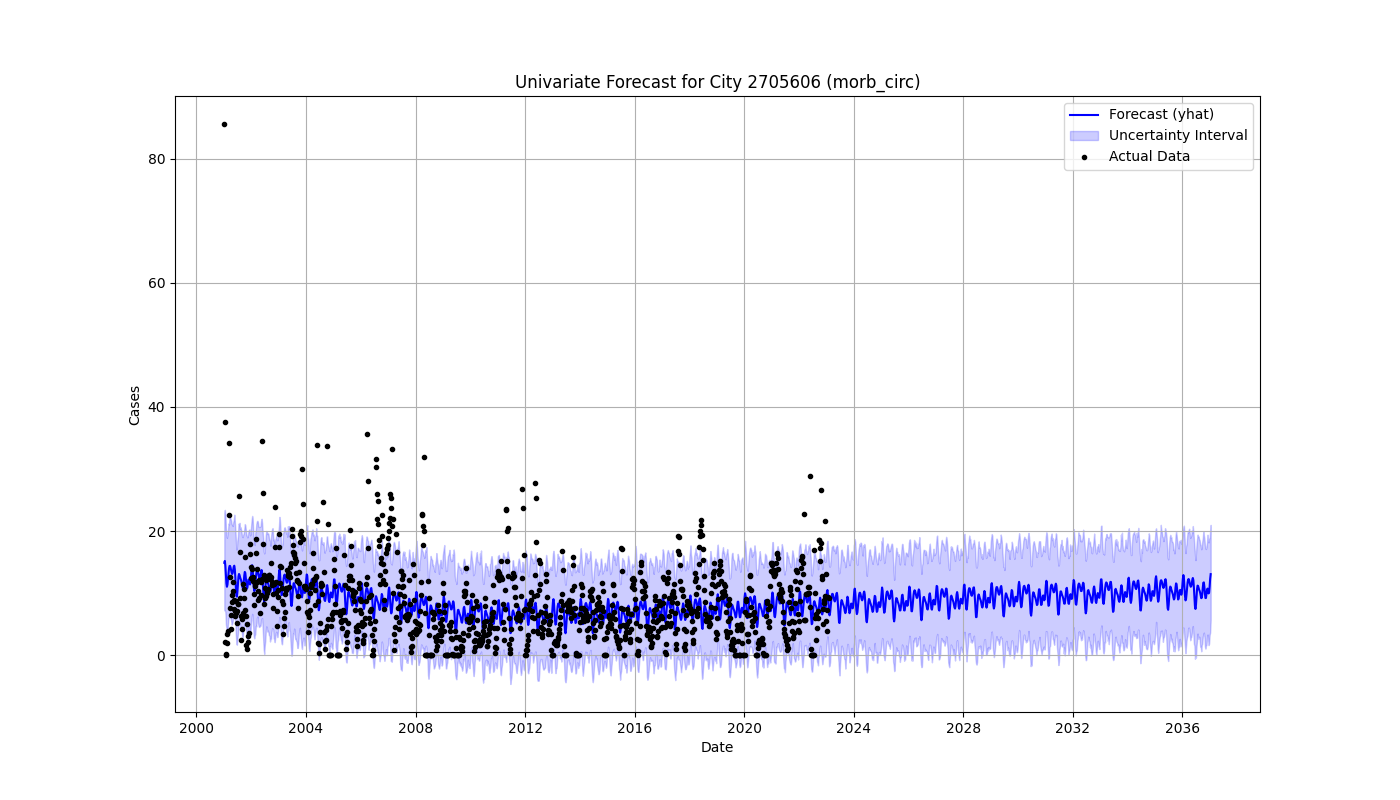 Univariate Forecast for City 2705606 (morb_circ)
Forecast (yhat)
Uncertainty Interval
Actual Data
80
60
40
20
0
Cases
2000
2004
2008
2012
2016
2020
2024
2028
2032
2036
Date